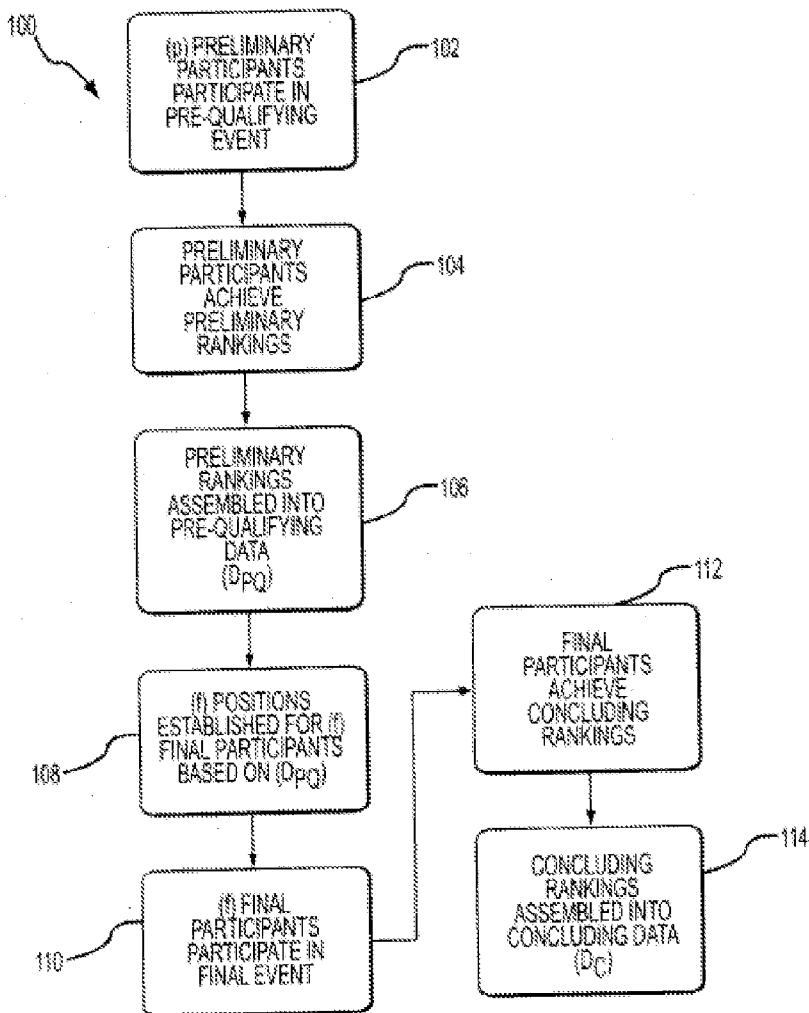 100
(p) PRELIMINARY
PARTICIPANTS
PARTICIPATE IN
PRE-QUALIFYING
EVENT
102
PRELIMINARY
PARTICIPANTS
ACHIEVE
PRELIMINARY
RANKINGS
104
PRELIMINARY
RANKINGS
ASSEMBLED INTO
PRE-QUALIFYING
DATA
(DPQ)
106
(f) POSITIONS
ESTABLISHED FOR (f)
FINAL PARTICIPANTS
BASED ON (DPQ)
108
(f) FINAL
PARTICIPANTS
PARTICIPATE IN
FINAL EVENT
110
112
FINAL
PARTICIPANTS
ACHIEVE
CONCLUDING
RANKINGS
114
CONCLUDING
RANKINGS
ASSEMBLED INTO
CONCLUDING DATA
(DC)